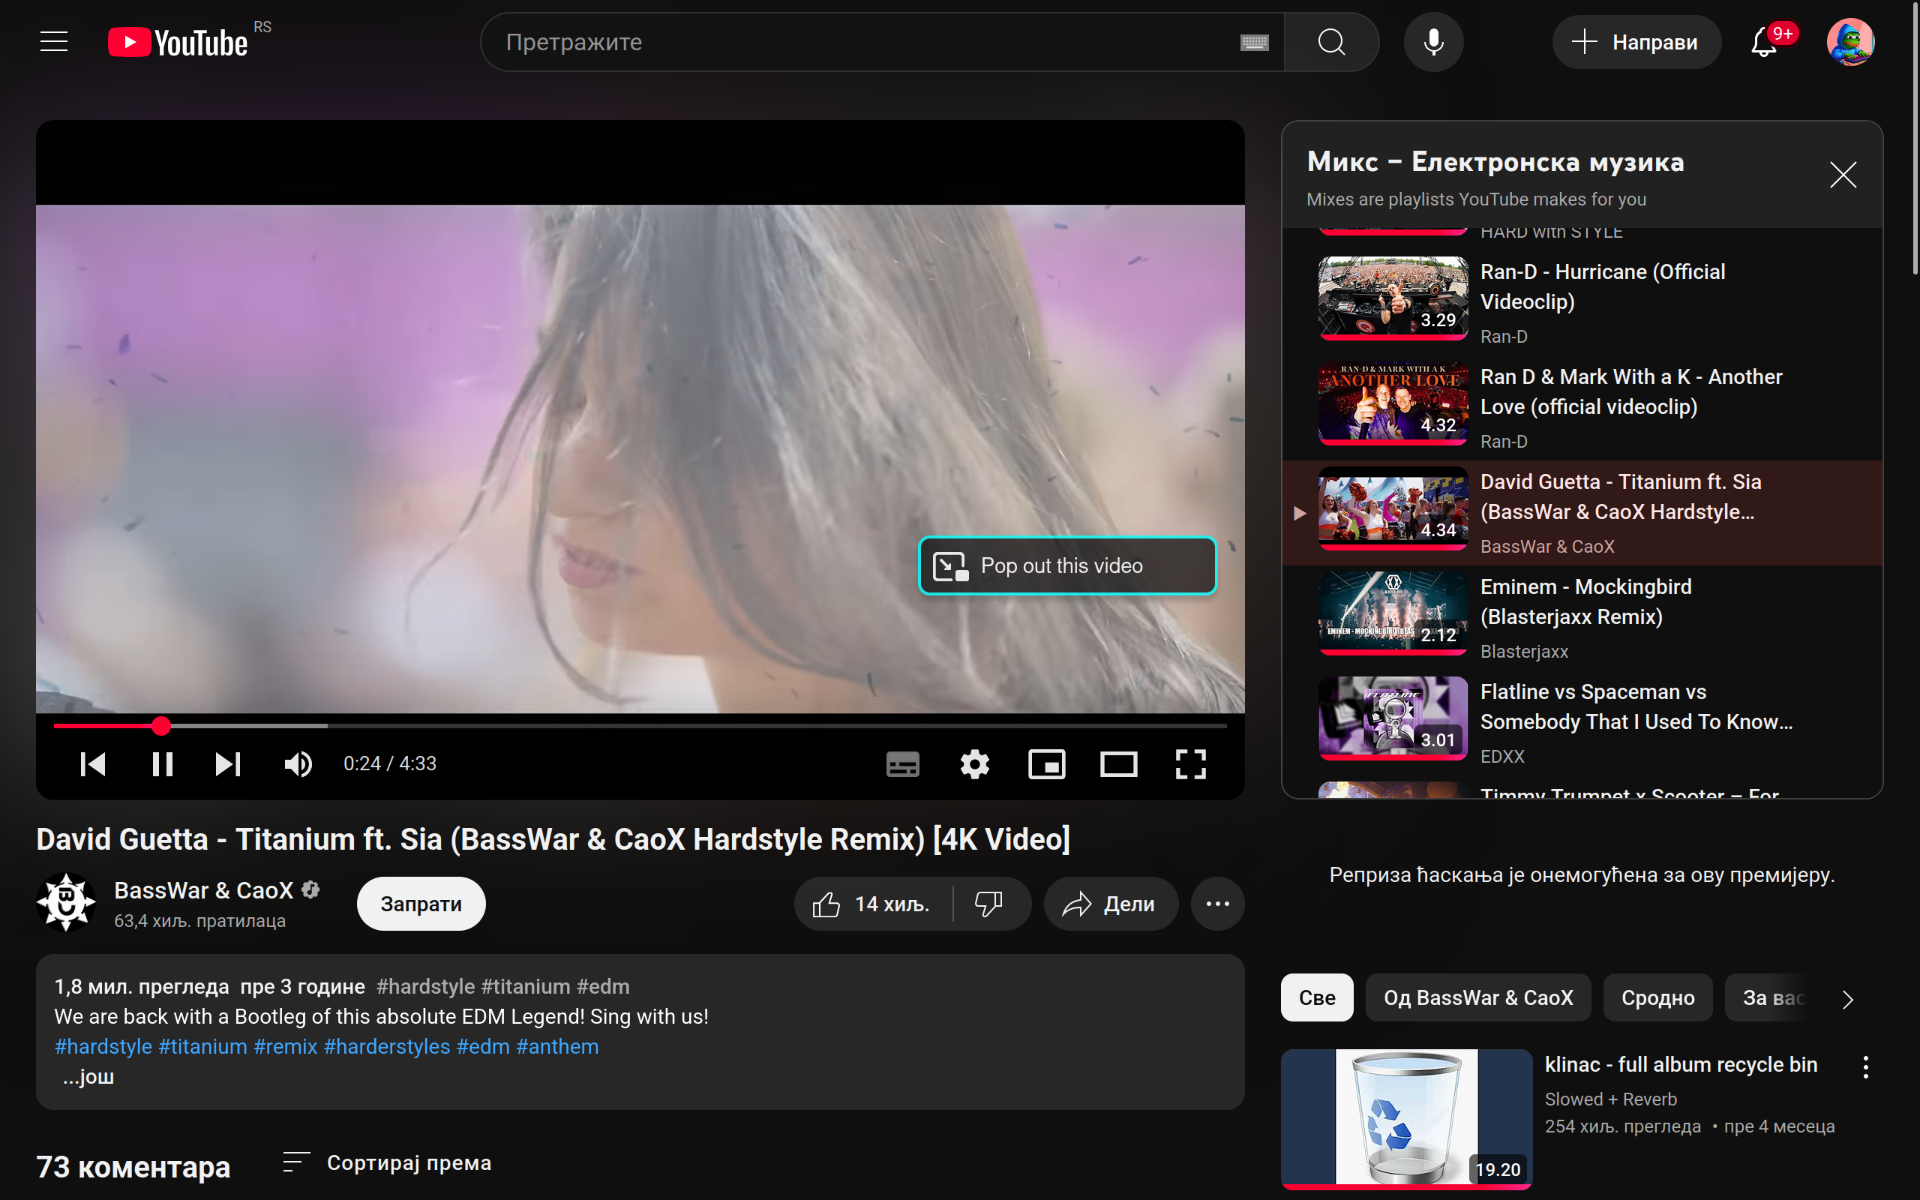 YouTube RS
Претражите
Направи
9+
Pop out this video
0:24 / 4:33
David Guetta - Titanium ft. Sia (BassWar & CaoX Hardstyle Remix) [4K Video]
BassWar & CaoX
63,4 хиљ. пратилаца
Запрати
14 хиљ.
Дели
1,8 мил. прегледа пре 3 године #hardstyle #titanium #edm
We are back with a Bootleg of this absolute EDM Legend! Sing with us!
#hardstyle #titanium #remix #harderstyles #edm #anthem
...још
73 коментара
Сортирај према
Микс – Електронска музика
Mixes are playlists YouTube makes for you
HARD with STYLE
3.29
Ran-D - Hurricane (Official
Videoclip)
Ran-D
RAN-D & MARK WITH A K
ANOTHER LOVE
4.32
Ran D & Mark With a K - Another
Love (official videoclip)
Ran-D
4.34
David Guetta - Titanium ft. Sia
(BassWar & CaoX Hardstyle...
BassWar & CaoX
2.12
Eminem - Mockingbird
(Blasterjaxx Remix)
Blasterjaxx
FLATLINE
3.01
Flatline vs Spaceman vs
Somebody That I Used To Know...
EDXX
Timmy Trumpet x Scooter – For
Реприза ћаскања је онемогућена за ову премијеру.
Све
Од BassWar & CaoX
Сродно
За вас
19.20
klinac - full album recycle bin
Slowed + Reverb
254 хиљ. прегледа • пре 4 месеца